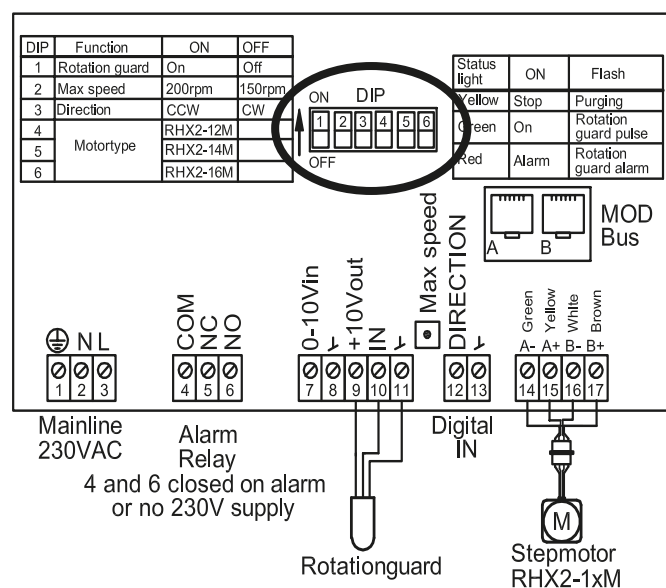 DIP Function ON OFF
1 Rotation guard On Off
2 Max speed 200rpm 150rpm
3 Direction CCW CW
4 RHX2-12M
5 Motortype RHX2-14M
6 RHX2-16M
ON DIP
1 2 3 4 5 6
OFF
Status
light ON Flash
Yellow Stop Purging
Green On Rotation
guard pulse
Red Alarm Rotation
guard alarm
A B
MOD
Bus
N L
COM
NC
NO
0-10Vin
+10Vout
IN
Max speed
DIRECTION
Green
Yellow
White
Brown
A- A+ B- B+
1 2 3
4 5 6
7 8 9 10 11
12 13
14 15 16 17
Mainline
230VAC
Alarm
Relay
4 and 6 closed on alarm
or no 230V supply
Digital
IN
Rotationguard
M
Stepmotor
RHX2-1xM